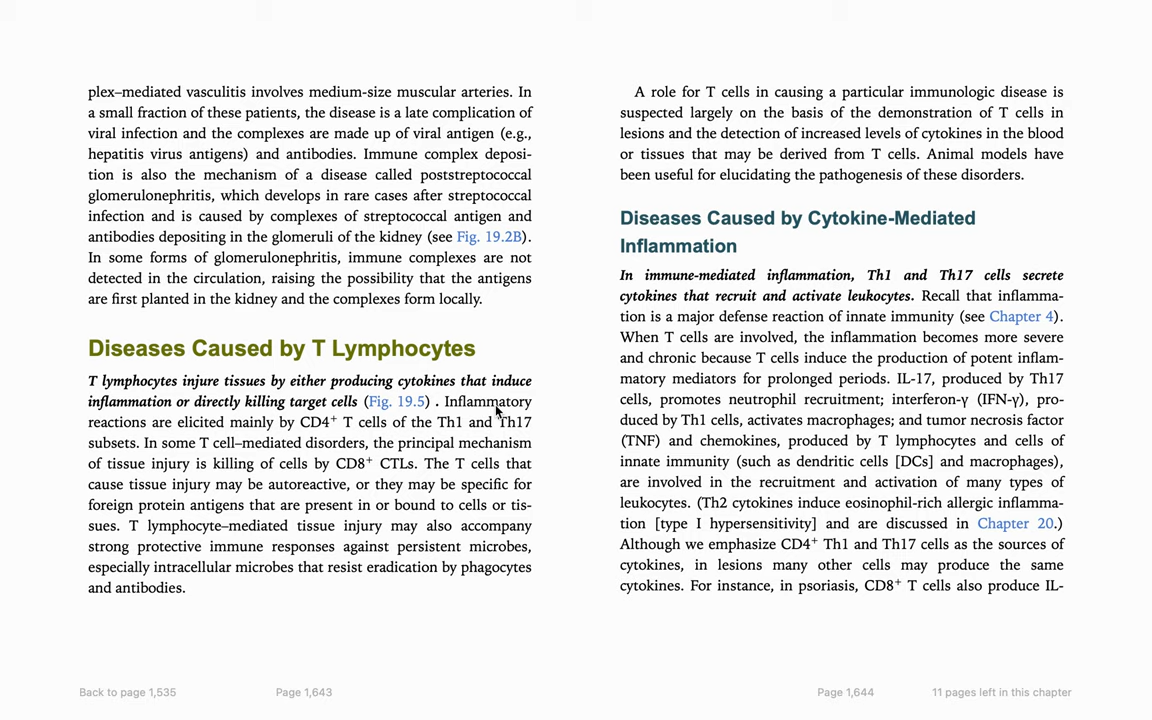 plex–mediated vasculitis involves medium-size muscular arteries. In
a small fraction of these patients, the disease is a late complication of
viral infection and the complexes are made up of viral antigen (e.g.,
hepatitis virus antigens) and antibodies. Immune complex deposi-
tion is also the mechanism of a disease called poststreptococcal
glomerulonephritis, which develops in rare cases after streptococcal
infection and is caused by complexes of streptococcal antigen and
antibodies depositing in the glomeruli of the kidney (see Fig. 19.2B).
In some forms of glomerulonephritis, immune complexes are not
detected in the circulation, raising the possibility that the antigens
are first planted in the kidney and the complexes form locally.
Diseases Caused by T Lymphocytes
T lymphocytes injure tissues by either producing cytokines that induce
inflammation or directly killing target cells (Fig. 19.5) . Inflammatory
reactions are elicited mainly by CD4⁺ T cells of the Th1 and Th17
subsets. In some T cell–mediated disorders, the principal mechanism
of tissue injury is killing of cells by CD8⁺ CTLs. The T cells that
cause tissue injury may be autoreactive, or they may be specific for
foreign protein antigens that are present in or bound to cells or tis-
sues. T lymphocyte–mediated tissue injury may also accompany
strong protective immune responses against persistent microbes,
especially intracellular microbes that resist eradication by phagocytes
and antibodies.
A role for T cells in causing a particular immunologic disease is
suspected largely on the basis of the demonstration of T cells in
lesions and the detection of increased levels of cytokines in the blood
or tissues that may be derived from T cells. Animal models have
been useful for elucidating the pathogenesis of these disorders.
Diseases Caused by Cytokine-Mediated
Inflammation
In immune-mediated inflammation, Th1 and Th17 cells secrete
cytokines that recruit and activate leukocytes. Recall that inflamma-
tion is a major defense reaction of innate immunity (see Chapter 4).
When T cells are involved, the inflammation becomes more severe
and chronic because T cells induce the production of potent inflam-
matory mediators for prolonged periods. IL-17, produced by Th17
cells, promotes neutrophil recruitment; interferon-γ (IFN-γ), pro-
duced by Th1 cells, activates macrophages; and tumor necrosis factor
(TNF) and chemokines, produced by T lymphocytes and cells of
innate immunity (such as dendritic cells [DCs] and macrophages),
are involved in the recruitment and activation of many types of
leukocytes. (Th2 cytokines induce eosinophil-rich allergic inflamma-
tion [type I hypersensitivity] and are discussed in Chapter 20.)
Although we emphasize CD4⁺ Th1 and Th17 cells as the sources of
cytokines, in lesions many other cells may produce the same
cytokines. For instance, in psoriasis, CD8⁺ T cells also produce IL-
Back to page 1,535
Page 1,643
Page 1,644
11 pages left in this chapter